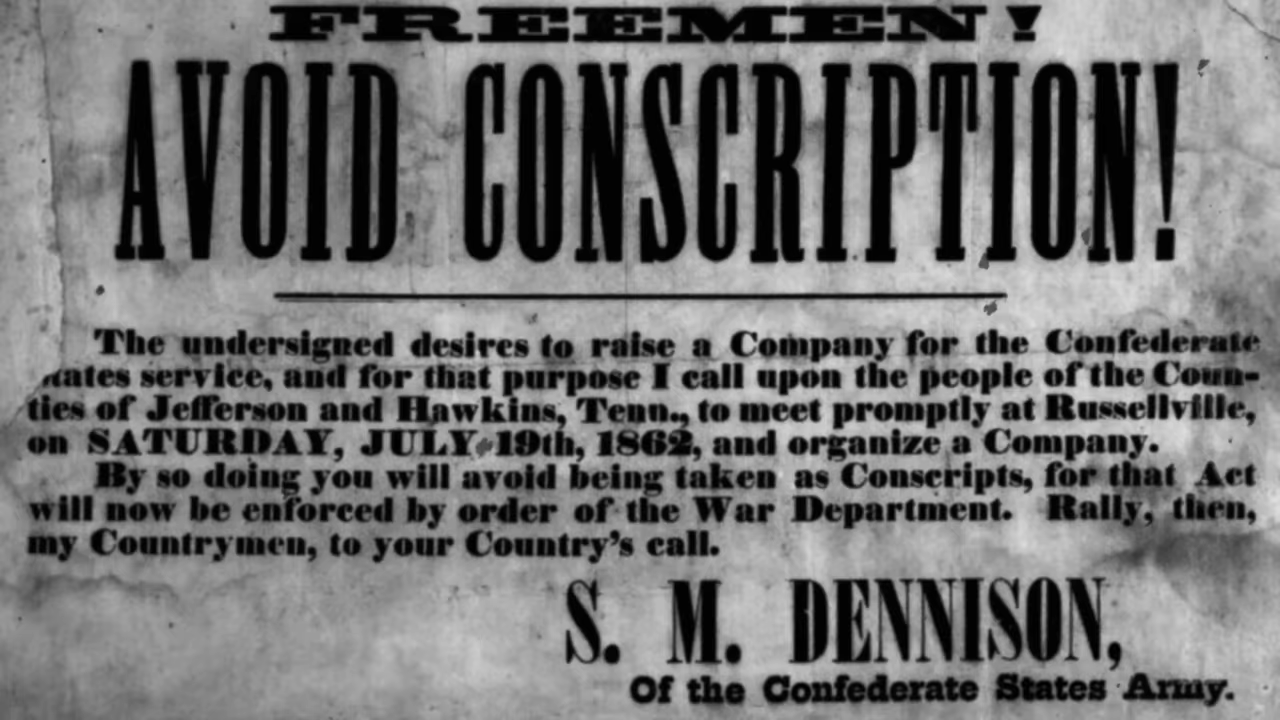 FREEMEN!
AVOID CONSCRIPTION!
The undersigned desires to raise a Company for the Confederate
States service, and for that purpose I call upon the people of the Coun-
ties of Jefferson and Hawkins, Tenn., to meet promptly at Russellville,
on SATURDAY, JULY 19th, 1862, and organize a Company.
By so doing you will avoid being taken as Conscripts, for that Act
will now be enforced by order of the War Department. Rally, then,
my Countrymen, to your Country's call.
S. M. DENNISON,
Of the Confederate States Army.